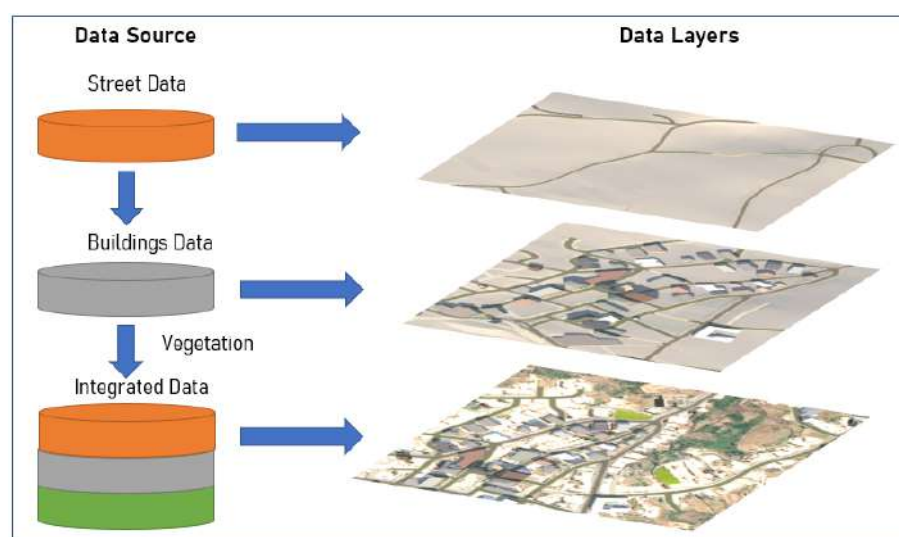 Data Source
Data Layers
Street Data
Buildings Data
Vegetation
Integrated Data